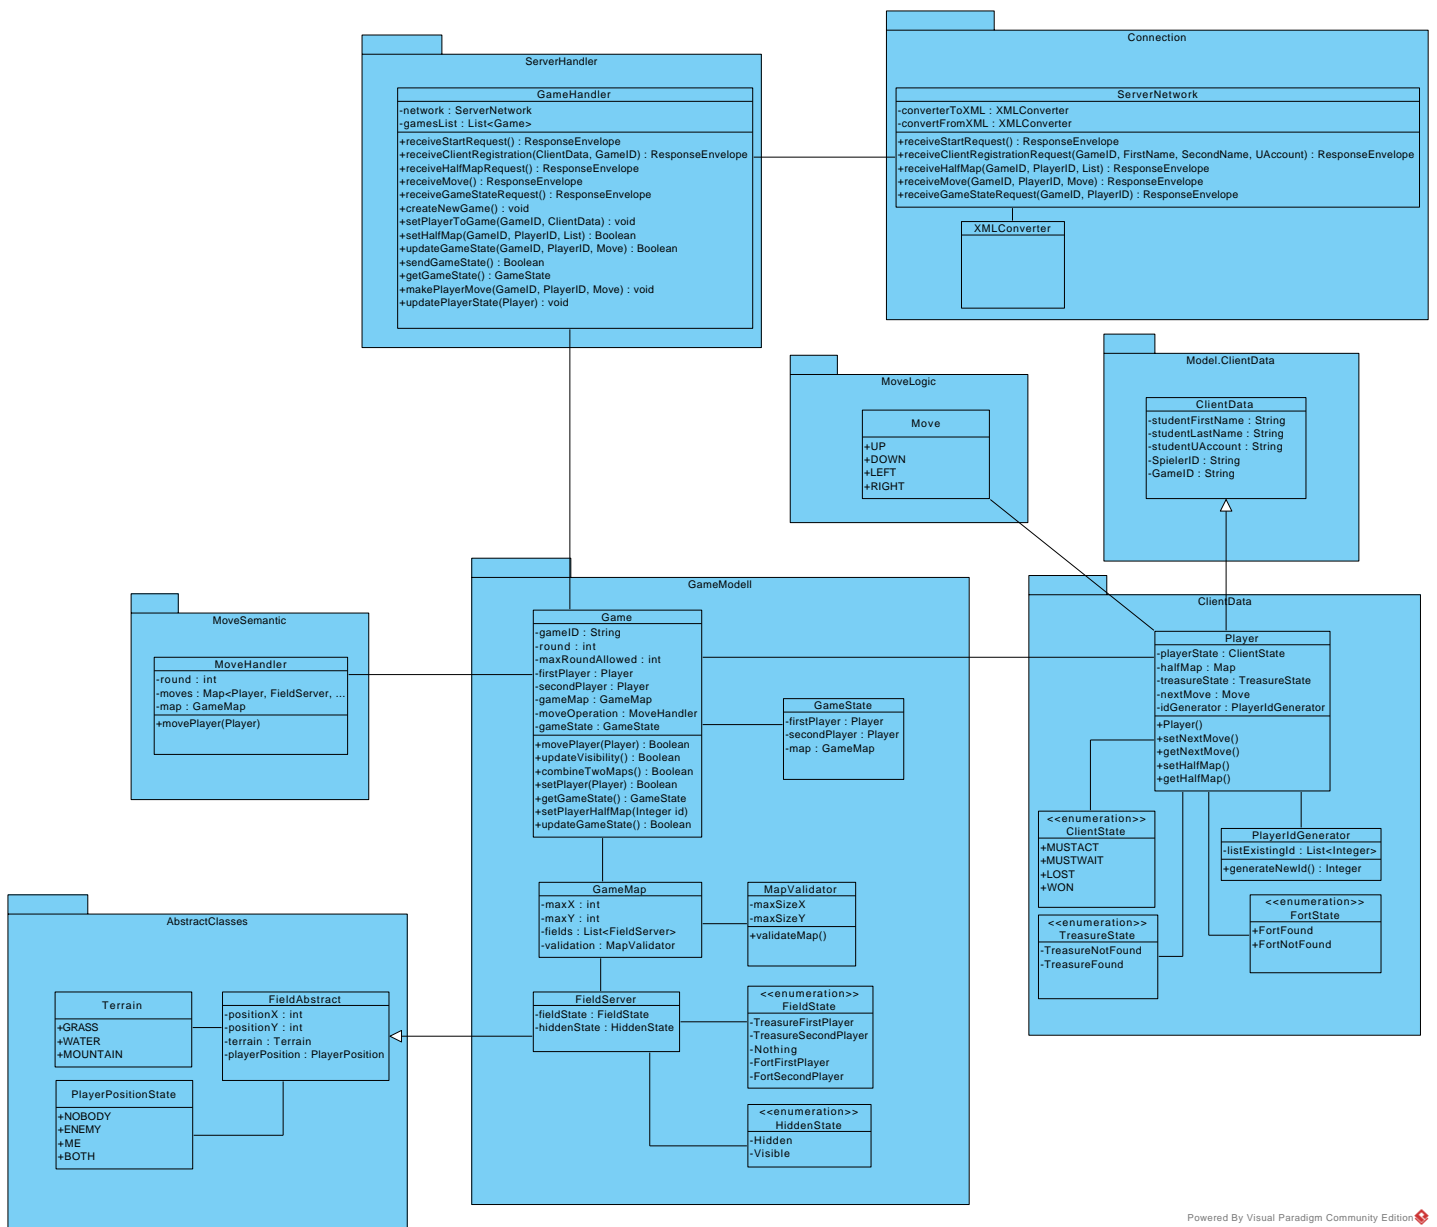 Connection
ServerNetwork
-converterToXML : XMLConverter
-convertFromXML : XMLConverter
+receiveStartRequest() : ResponseEnvelope
+receiveClientRegistrationRequest(GameID, FirstName, SecondName, UAccount) : ResponseEnvelope
+receiveHalfMap(GameID, PlayerID, List) : ResponseEnvelope
+receiveMove(GameID, PlayerID, Move) : ResponseEnvelope
+receiveGameStateRequest(GameID, PlayerID) : ResponseEnvelope
XMLConverter
ServerHandler
GameHandler
-network : ServerNetwork
-gamesList : List<Game>
+receiveStartRequest() : ResponseEnvelope
+receiveClientRegistration(ClientData, GameID) : ResponseEnvelope
+receiveHalfMapRequest() : ResponseEnvelope
+receiveMove() : ResponseEnvelope
+receiveGameStateRequest() : ResponseEnvelope
+createNewGame() : void
+setPlayerToGame(GameID, ClientData) : void
+setHalfMap(GameID, PlayerID, List) : Boolean
+updateGameState(GameID, PlayerID, Move) : Boolean
+sendGameState() : Boolean
+getGameState() : GameState
+makePlayerMove(GameID, PlayerID, Move) : void
+updatePlayerState(Player) : void
MoveLogic
Move
+UP
+DOWN
+LEFT
+RIGHT
Model.ClientData
ClientData
-studentFirstName : String
-studentLastName : String
-studentUAccount : String
-SpielerID : String
-GameID : String
MoveSemantic
MoveHandler
-round : int
-moves : Map<Player, FieldServer, ...
-map : GameMap
+movePlayer(Player)
GameModell
Game
-gameID : String
-round : int
-maxRoundAllowed : int
-firstPlayer : Player
-secondPlayer : Player
-gameMap : GameMap
-moveOperation : MoveHandler
-gameState : GameState
+movePlayer(Player) : Boolean
+updateVisibility() : Boolean
+combineTwoMaps() : Boolean
+setPlayer(Player) : Boolean
+getGameState() : GameState
+setPlayerHalfMap(Integer id)
+updateGameState() : Boolean
GameState
-firstPlayer : Player
-secondPlayer : Player
-map : GameMap
GameMap
-maxX : int
-maxY : int
-fields : List<FieldServer>
-validation : MapValidator
MapValidator
-maxSizeX
-maxSizeY
+validateMap()
FieldServer
-fieldState : FieldState
-hiddenState : HiddenState
<<enumeration>>
FieldState
-TreasureFirstPlayer
-TreasureSecondPlayer
-Nothing
-FortFirstPlayer
-FortSecondPlayer
<<enumeration>>
HiddenState
-Hidden
-Visible
ClientData
Player
-playerState : ClientState
-halfMap : Map
-treasureState : TreasureState
-nextMove : Move
-idGenerator : PlayerIdGenerator
+Player()
+setNextMove()
+getNextMove()
+setHalfMap()
+getHalfMap()
<<enumeration>>
ClientState
+MUSTACT
+MUSTWAIT
+LOST
+WON
PlayerIdGenerator
-listExistingId : List<Integer>
+generateNewId() : Integer
<<enumeration>>
FortState
+FortFound
+FortNotFound
<<enumeration>>
TreasureState
-TreasureNotFound
-TreasureFound
AbstractClasses
Terrain
+GRASS
+WATER
+MOUNTAIN
FieldAbstract
-positionX : int
-positionY : int
-terrain : Terrain
-playerPosition : PlayerPosition
PlayerPositionState
+NOBODY
+ENEMY
+ME
+BOTH
Powered By Visual Paradigm Community Edition